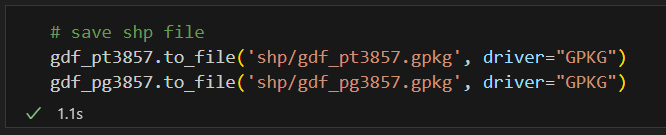 # save shp file
gdf_pt3857.to_file('shp/gdf_pt3857.gpkg', driver="GPKG")
gdf_pg3857.to_file('shp/gdf_pg3857.gpkg', driver="GPKG")
1.1s